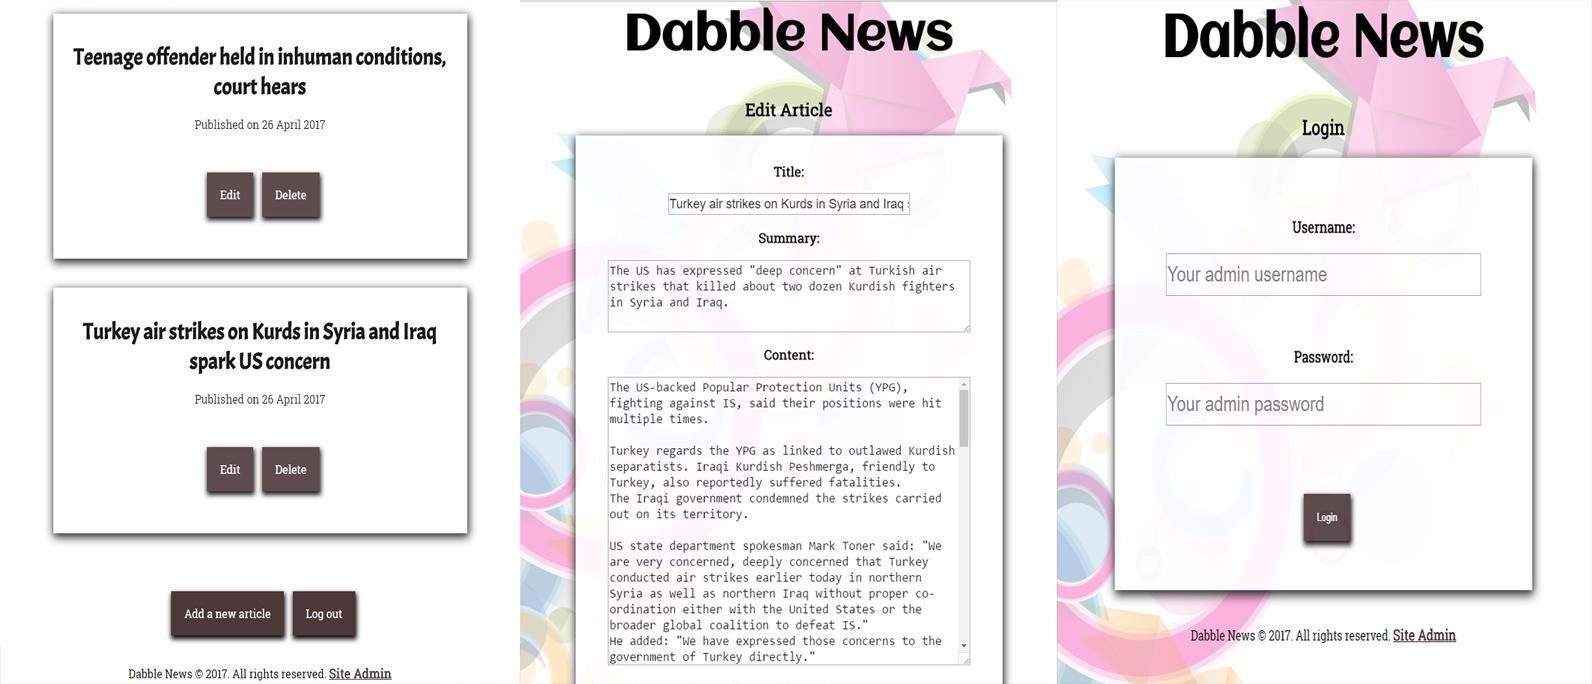 Teenage offender held in inhuman conditions,
court hears
Published on 26 April 2017
Edit Delete
Turkey air strikes on Kurds in Syria and Iraq
spark US concern
Published on 26 April 2017
Edit Delete
Add a new article Log out
Dabble News © 2017. All rights reserved. Site Admin
Dabble News
Edit Article
Title:
Turkey air strikes on Kurds in Syria and Iraq
Summary:
The US has expressed "deep concern" at Turkish air
strikes that killed about two dozen Kurdish fighters
in Syria and Iraq.
Content:
The US-backed Popular Protection Units (YPG),
fighting against IS, said their positions were hit
multiple times.
Turkey regards the YPG as linked to outlawed Kurdish
separatists. Iraqi Kurdish Peshmerga, friendly to
Turkey, also reportedly suffered fatalities.
The Iraqi government condemned the strikes carried
out on its territory.
US state department spokesman Mark Toner said: "We
are very concerned, deeply concerned that Turkey
conducted air strikes earlier today in northern
Syria as well as northern Iraq without proper co-
ordination either with the United States or the
broader global coalition to defeat IS."
He added: "We have expressed those concerns to the
government of Turkey directly."
Dabble News
Login
Username:
Your admin username
Password:
Your admin password
Login
Dabble News © 2017. All rights reserved. Site Admin